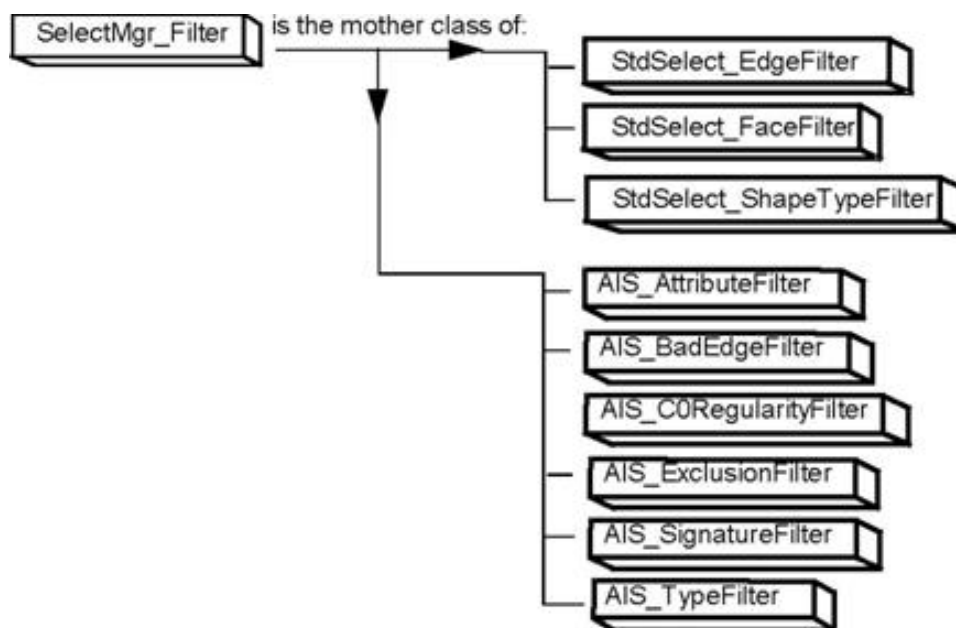 SelectMgr_Filter
is the mother class of:
StdSelect_EdgeFilter
StdSelect_FaceFilter
StdSelect_ShapeTypeFilter
AIS_AttributeFilter
AIS_BadEdgeFilter
AIS_C0RegularityFilter
AIS_ExclusionFilter
AIS_SignatureFilter
AIS_TypeFilter